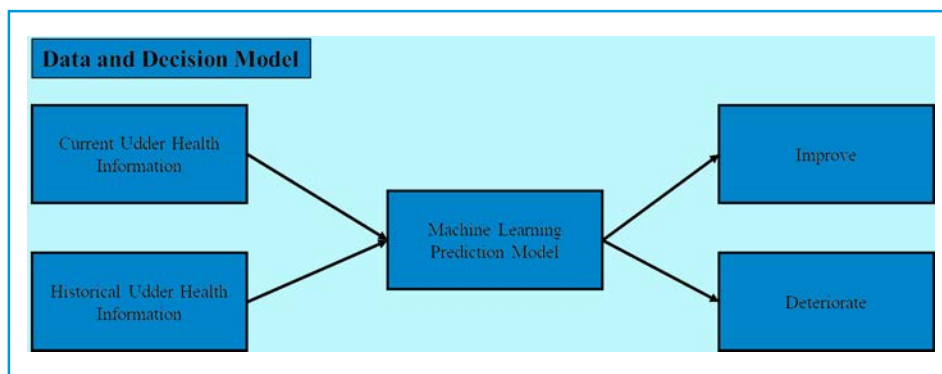 Data and Decision Model
Current Udder Health
Information
Historical Udder Health
Information
Machine Learning
Prediction Model
Improve
Deteriorate